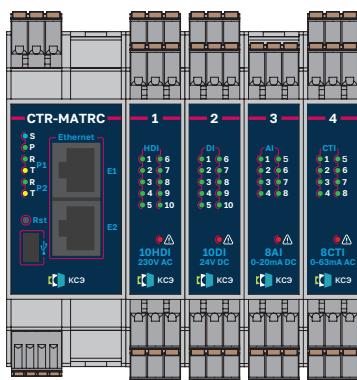 CTR-MATRC
S
P
R
T
P1
R
T
P2
Rst
Ethernet
E1
E2
КСЭ
1
HDI
1 6
2 7
3 8
4 9
5 10
10HDI
230V AC
КСЭ
2
DI
1 6
2 7
3 8
4 9
5 10
10Di
24V DC
КСЭ
3
AI
1 5
2 6
3 7
4 8
8Ai
0-20mA DC
КСЭ
4
CTI
1 5
2 6
3 7
4 8
8CTI
0-63mA AC
КСЭ